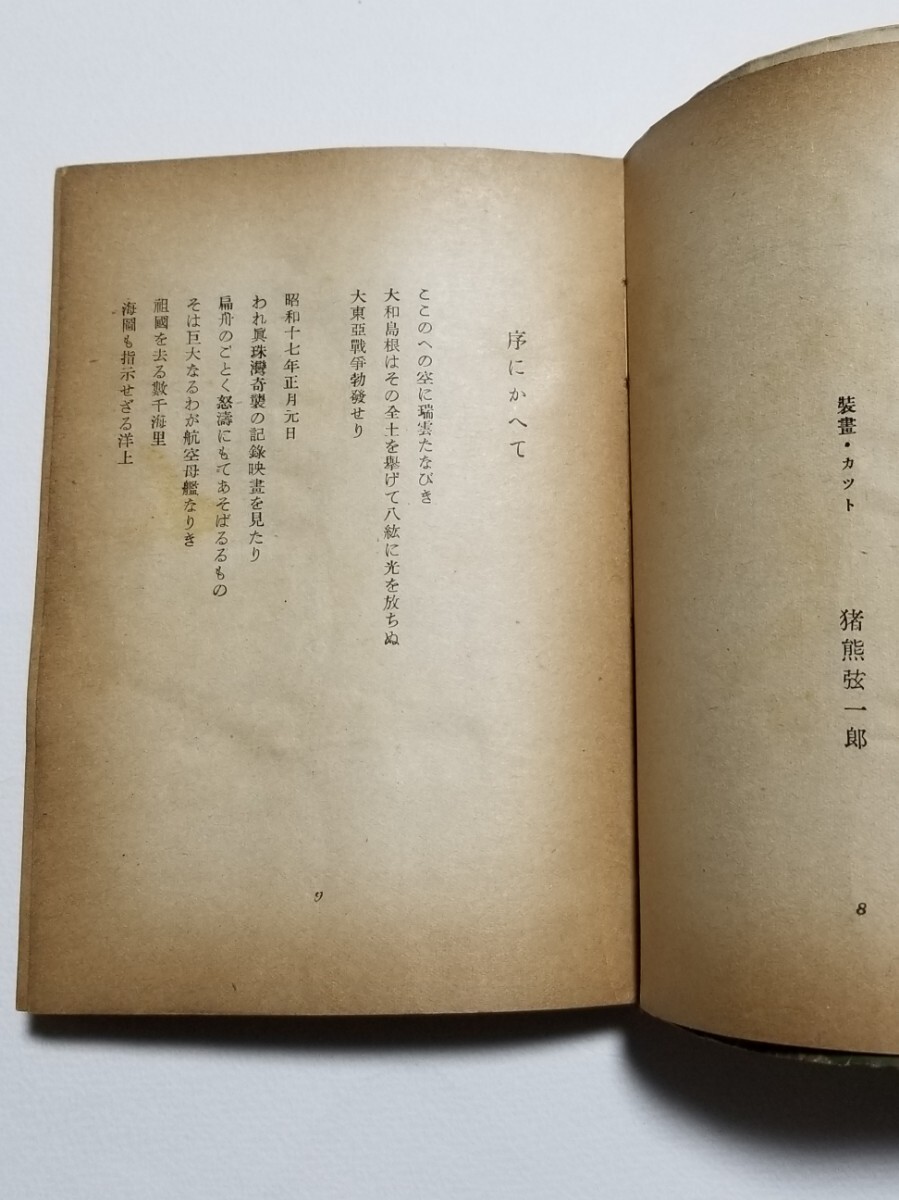 裝畫・カット　猪熊弦一郎
8
序にかへて
ここのへの空に瑞雲たなびき
大和島根はその全土を擧げて八紘に光を放ちぬ
大東亞戰爭勃發せり
昭和十七年正月元日
われ眞珠灣奇襲の記錄映畫を見たり
扁舟のごとく怒濤にもてあそばるるもの
そは巨大なるわが航空母艦なりき
祖國を去る數千海里
海圖も指示せざる洋上
9